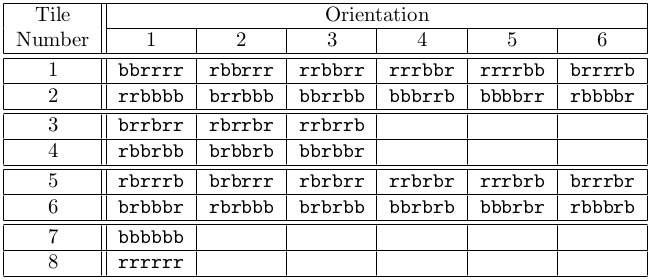 Tile Orientation
Number 1 2 3 4 5 6
1 bbrrrr rbbrrr rrbbrr rrrbbr rrrrbb brrrrb
2 rrbbbb brrbbb bbrrbb bbbrrb bbbbrr rbbbbr
3 brrbrr rbrrbr rrbrrb
4 rbbrbb brbbrb bbrbbr
5 rbrrrb brbrrr rbrbrr rrbrbr rrrbrb brrrbr
6 brbbbr rbrbbb brbrbb bbrbrb bbbrbr rbbbrb
7 bbbbbb
8 rrrrrr